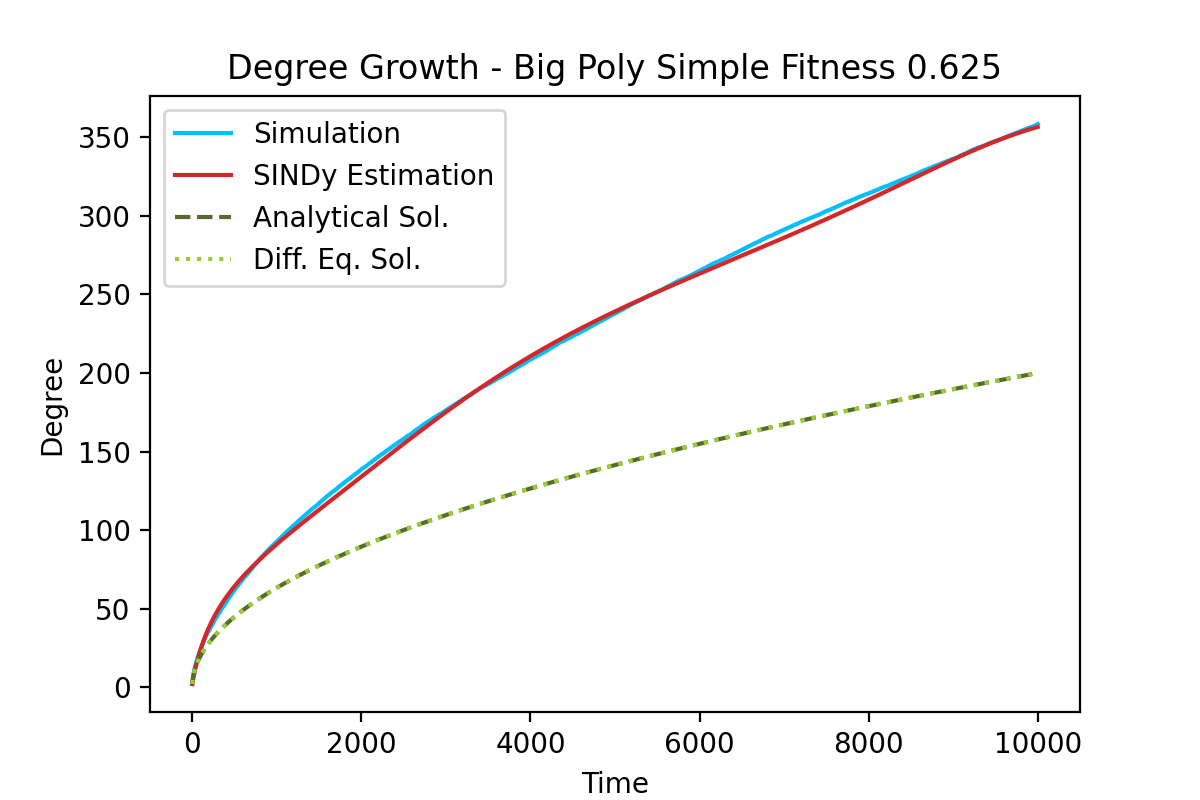 Degree Growth - Big Poly Simple Fitness 0.625
Simulation
SINDy Estimation
Analytical Sol.
Diff. Eq. Sol.
350
300
250
200
150
100
50
0
Degree
0 2000 4000 6000 8000 10000
Time